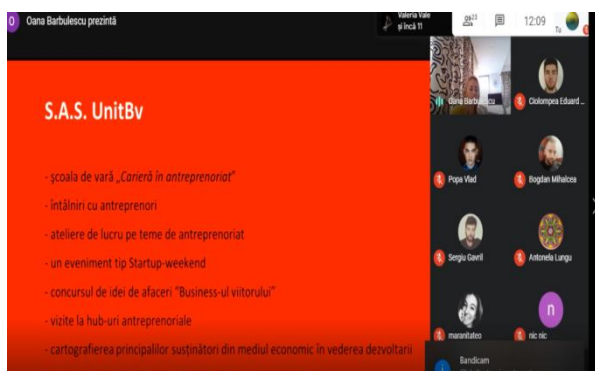 O
Oana Barbulescu prezintă
Valeria Vale
și încă 11
23
12:09
Tu
S.A.S. UnitBv
- școala de vară „Carieră în antreprenoriat”
- întâlniri cu antreprenori
- ateliere de lucru pe teme de antreprenoriat
- un eveniment tip Startup-weekend
- concursul de idei de afaceri “Business-ul viitorului”
- vizite la hub-uri antreprenoriale
- cartografierea principalilor susținători din mediul economic în vederea dezvoltarii
Oana Barbulescu
Ciolompea Eduard ...
Popa Vlad
Bogdan Mihalcea
Sergiu Gavril
Antonela Lungu
maranitateo
n
nic nic
Bandicam